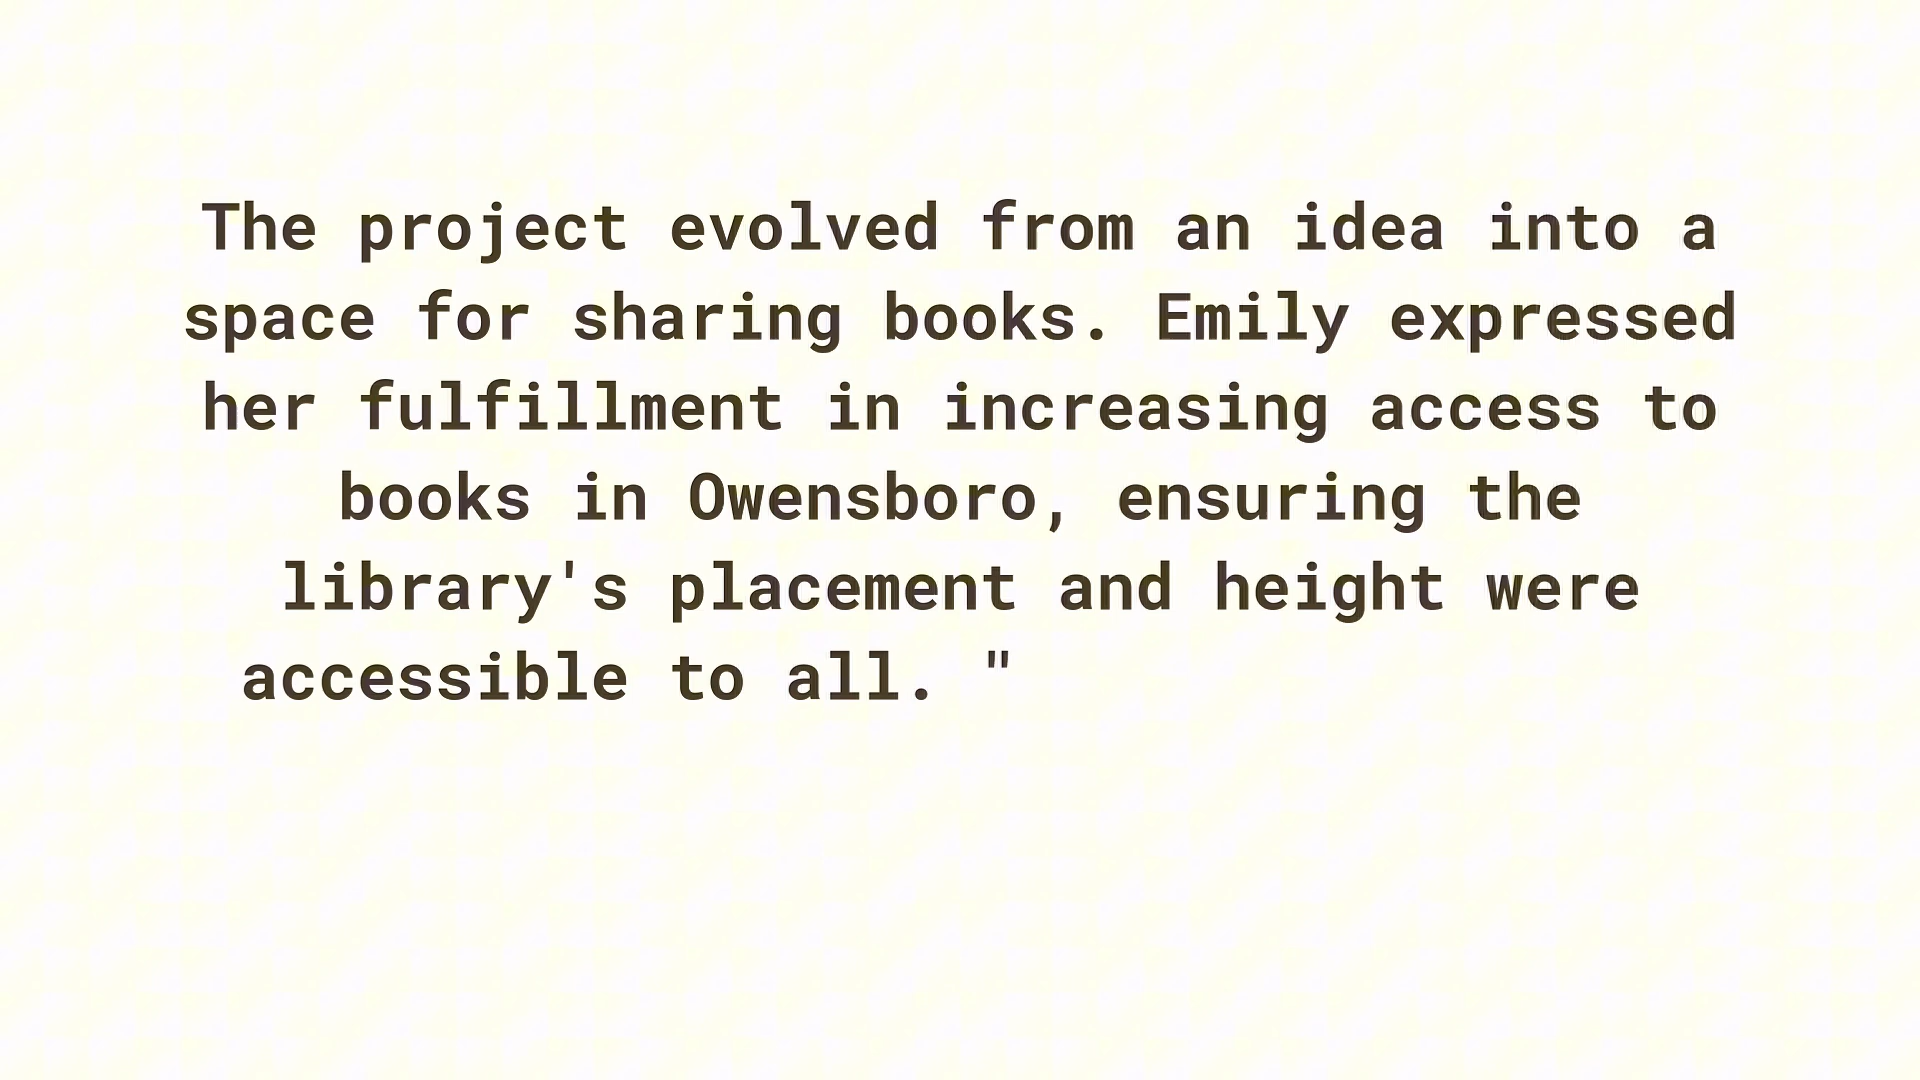 The project evolved from an idea into a
space for sharing books. Emily expressed
her fulfillment in increasing access to
books in Owensboro, ensuring the
library's placement and height were
accessible to all. "